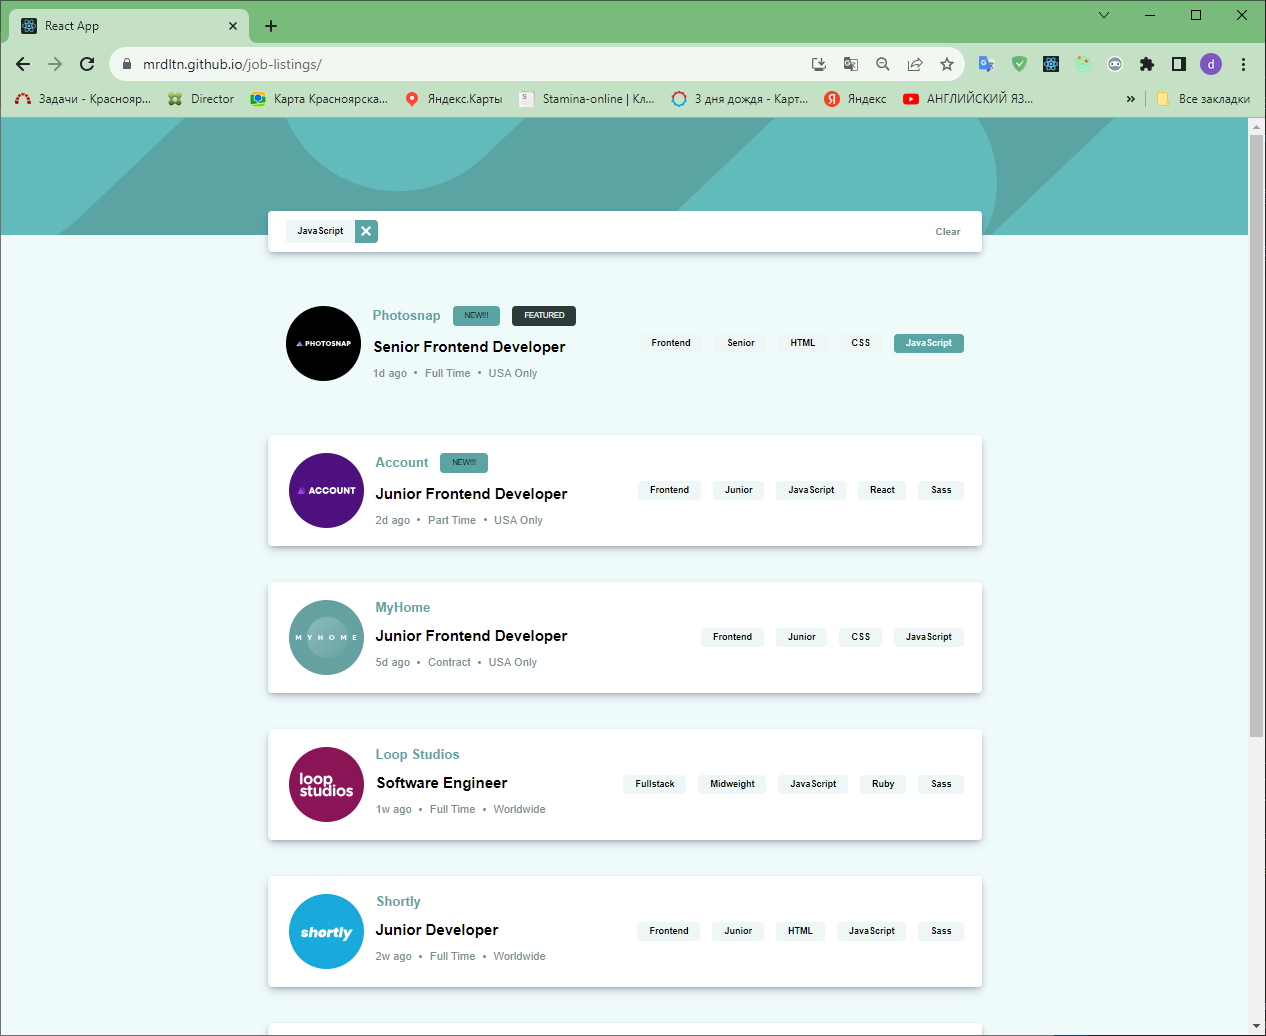 React App
mrdltn.github.io/job-listings/
d
Задачи - Краснояр... Director Карта Красноярска... Яндекс.Карты S Stamina-online | Кл... 3 дня дождя - Карт... Я Яндекс АНГЛИЙСКИЙ ЯЗ... » Все закладки
JavaScript Clear
PHOTOSNAP
Photosnap NEW!!! FEATURED
Senior Frontend Developer
1d ago • Full Time • USA Only
Frontend Senior HTML CSS JavaScript
ACCOUNT
Account NEW!!!
Junior Frontend Developer
2d ago • Part Time • USA Only
Frontend Junior JavaScript React Sass
MYHOME
MyHome
Junior Frontend Developer
5d ago • Contract • USA Only
Frontend Junior CSS JavaScript
loop
studios
Loop Studios
Software Engineer
1w ago • Full Time • Worldwide
Fullstack Midweight JavaScript Ruby Sass
shortly
Shortly
Junior Developer
2w ago • Full Time • Worldwide
Frontend Junior HTML JavaScript Sass